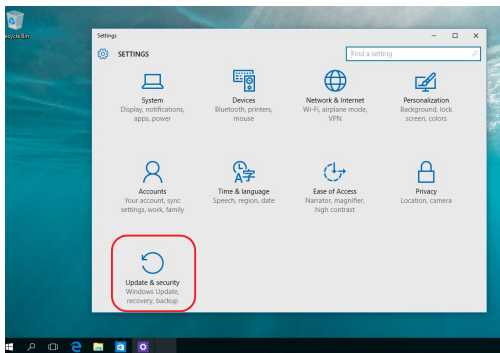 Recycle Bin
Settings
SETTINGS
Find a setting
System
Display, notifications,
apps, power
Devices
Bluetooth, printers,
mouse
Network & Internet
Wi-Fi, airplane mode,
VPN
Personalization
Background, lock
screen, colors
Accounts
Your account, sync
settings, work, family
Time & language
Speech, region, date
Ease of Access
Narrator, magnifier,
high contrast
Privacy
Location, camera
Update & security
Windows Update,
recovery, backup